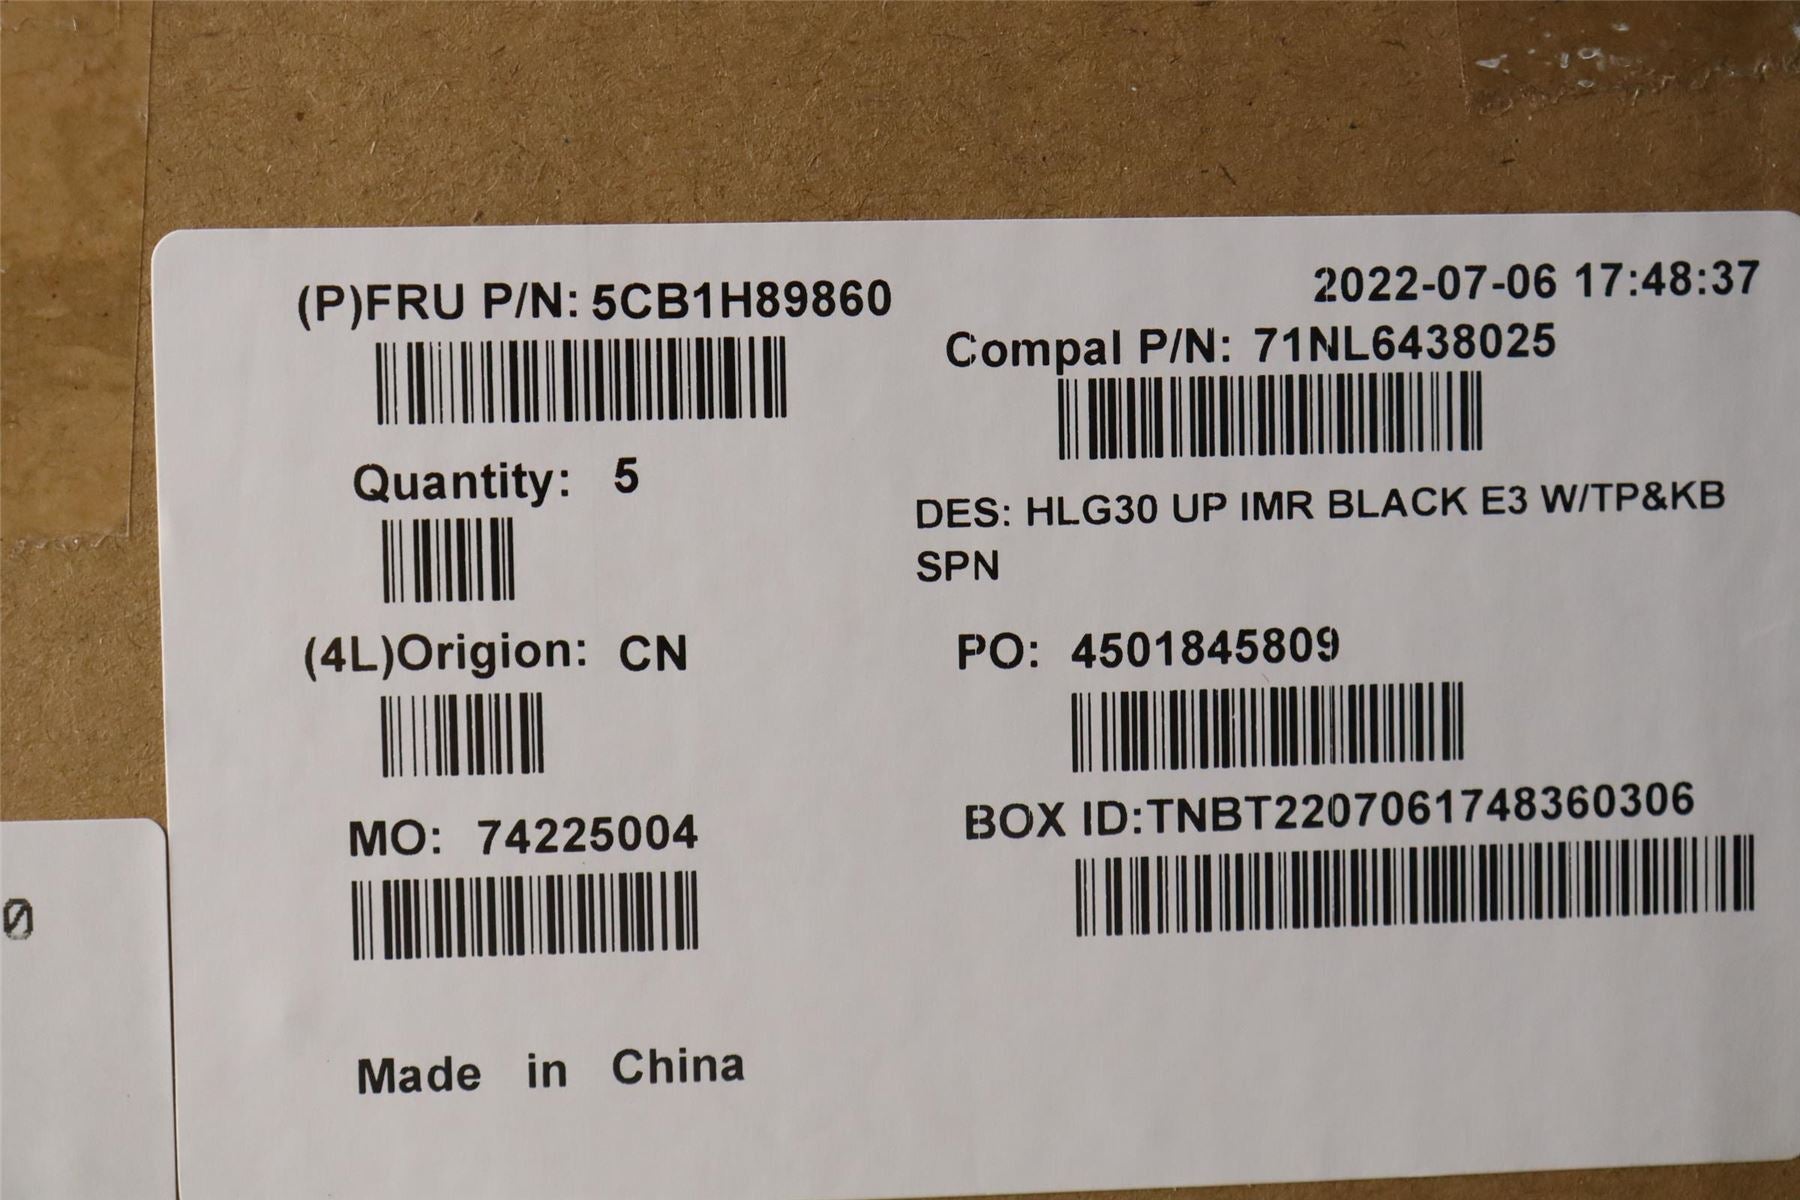 2022-07-06 17:48:37
(P)FRU P/N: 5CB1H89860
Compal P/N: 71NL6438025
Quantity: 5
DES: HLG30 UP IMR BLACK E3 W/TP&KB
SPN
(4L)Origion: CN
PO: 4501845809
MO: 74225004
BOX ID:TNBT2207061748360306
0
Made in China